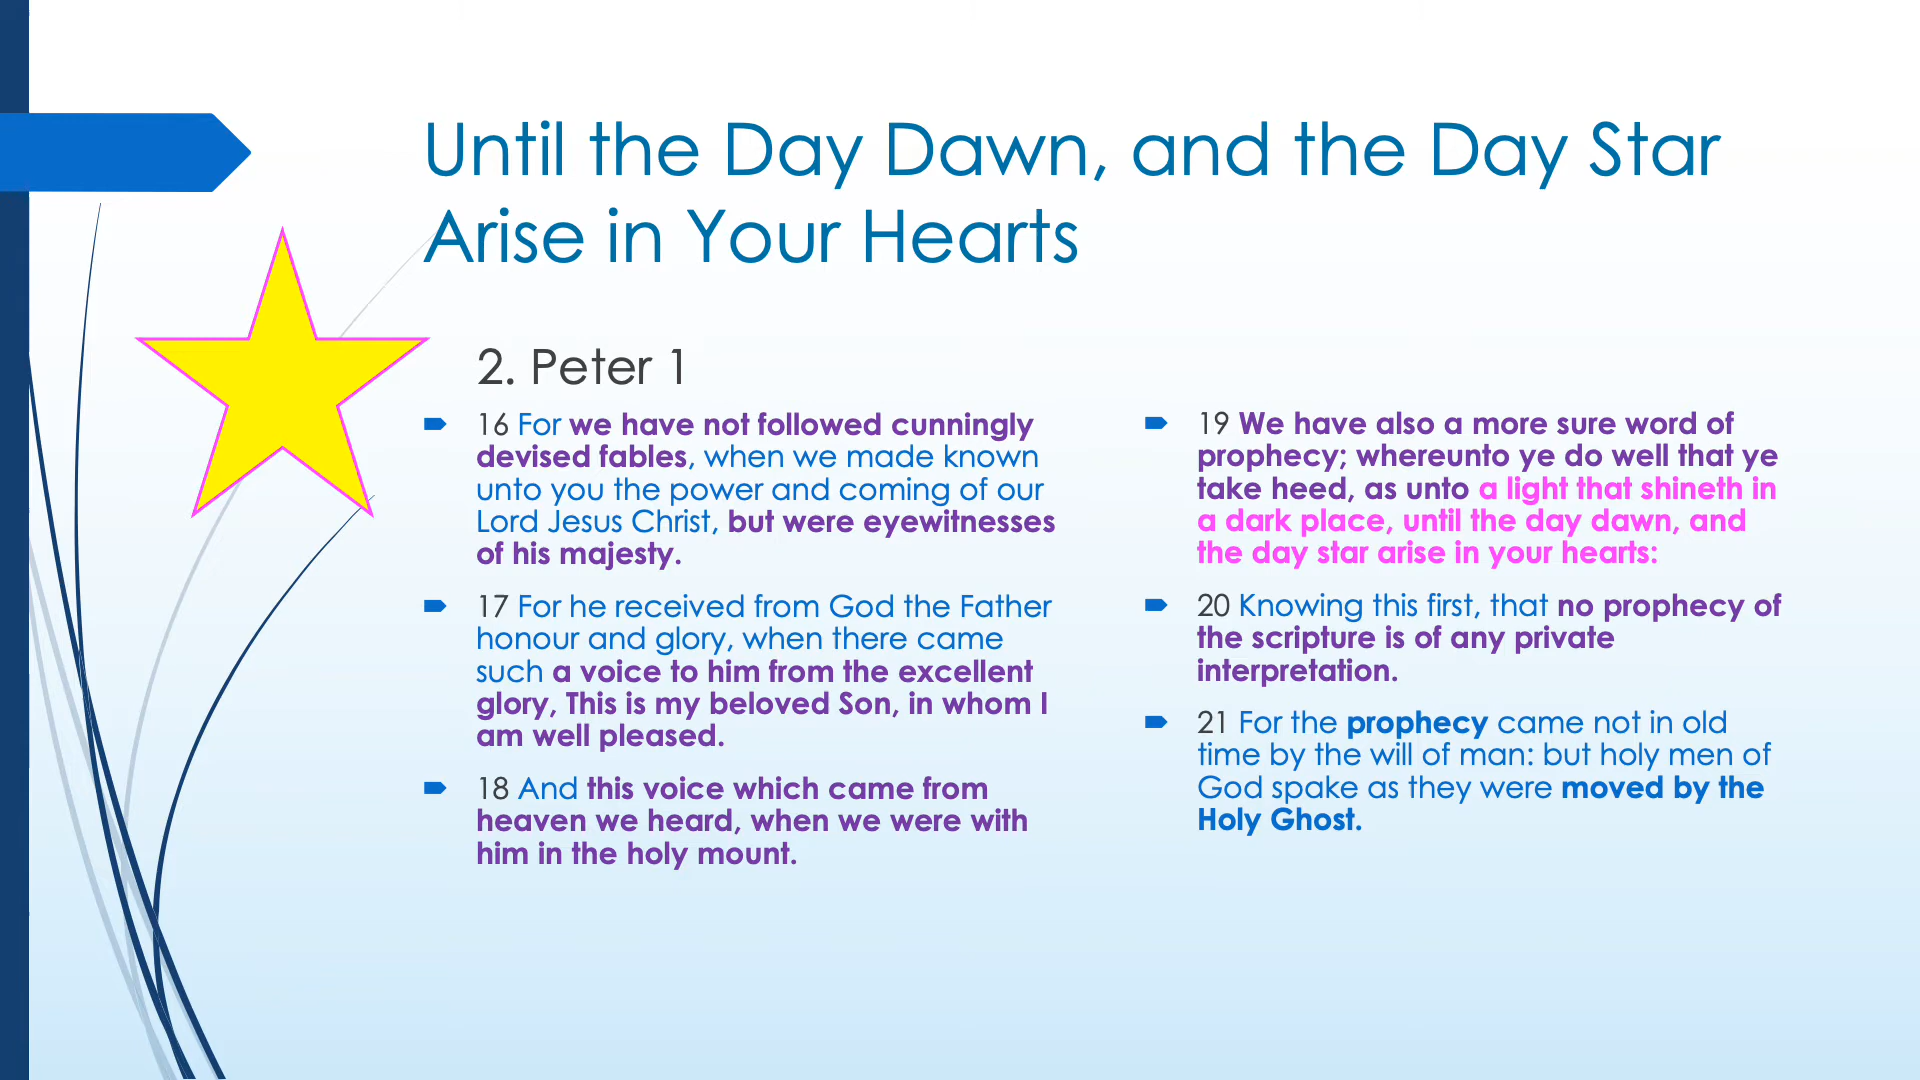 Until the Day Dawn, and the Day Star
Arise in Your Hearts
2. Peter 1
16 For we have not followed cunningly
devised fables, when we made known
unto you the power and coming of our
Lord Jesus Christ, but were eyewitnesses
of his majesty.
17 For he received from God the Father
honour and glory, when there came
such a voice to him from the excellent
glory, This is my beloved Son, in whom I
am well pleased.
18 And this voice which came from
heaven we heard, when we were with
him in the holy mount.
19 We have also a more sure word of
prophecy; whereunto ye do well that ye
take heed, as unto a light that shineth in
a dark place, until the day dawn, and
the day star arise in your hearts:
20 Knowing this first, that no prophecy of
the scripture is of any private
interpretation.
21 For the prophecy came not in old
time by the will of man: but holy men of
God spake as they were moved by the
Holy Ghost.